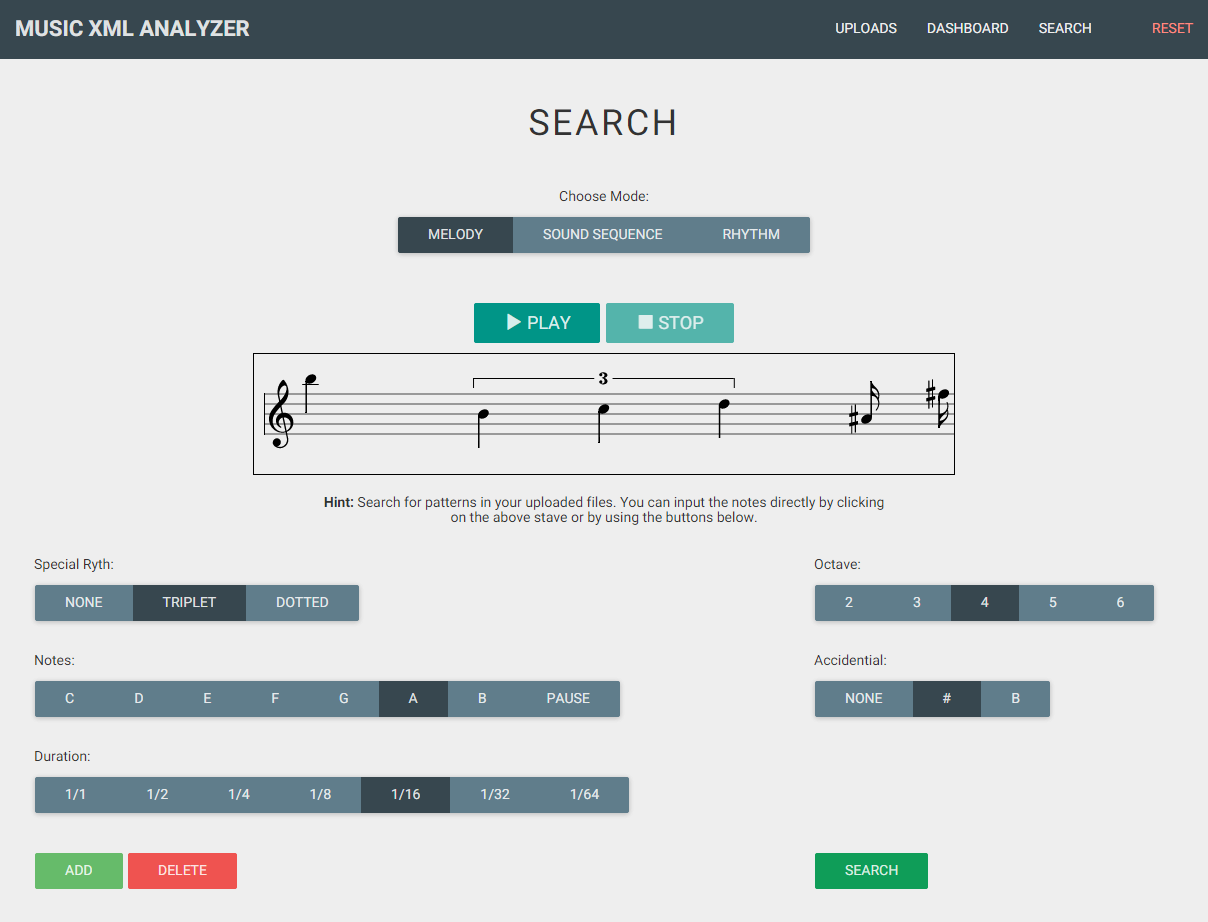 MUSIC XML ANALYZER
UPLOADS DASHBOARD SEARCH RESET
SEARCH
Choose Mode:
MELODY SOUND SEQUENCE RHYTHM
PLAY STOP
3
Hint: Search for patterns in your uploaded files. You can input the notes directly by clicking
on the above stave or by using the buttons below.
Special Ryth:
NONE TRIPLET DOTTED
Octave:
2 3 4 5 6
Notes:
C D E F G A B PAUSE
Accidential:
NONE # B
Duration:
1/1 1/2 1/4 1/8 1/16 1/32 1/64
ADD DELETE
SEARCH